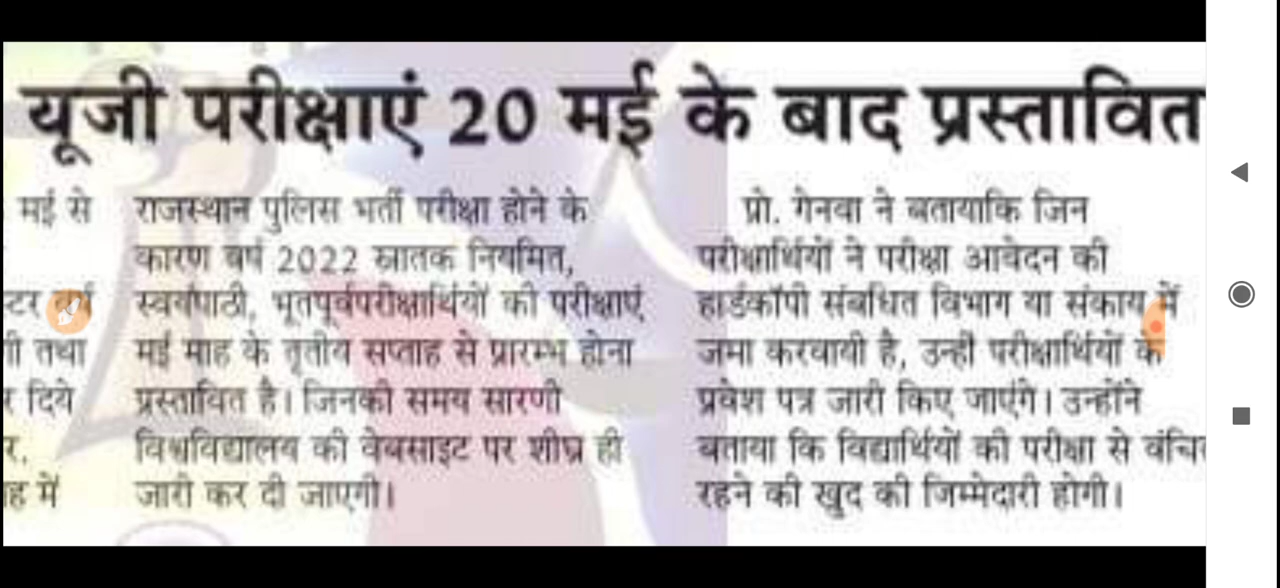 यूजी परीक्षाएं 20 मई के बाद प्रस्तावित
मई से
तथा
दिये
में
राजस्थान पुलिस भर्ती परीक्षा होने के
कारण वर्ष 2022 स्नातक नियमित,
स्वयंपाठी, भूतपूर्वपरीक्षार्थियों की परीक्षाएं
मई माह के तृतीय सप्ताह से प्रारम्भ होना
प्रस्तावित है। जिनकी समय सारणी
विश्वविद्यालय की वेबसाइट पर शीघ्र ही
जारी कर दी जाएगी।
प्रो. गेनवा ने बतायाकि जिन
परीक्षार्थियों ने परीक्षा आवेदन की
हार्डकॉपी संबधित विभाग या संकाय में
जमा करवायी है, उन्हीं परीक्षार्थियों के
प्रवेश पत्र जारी किए जाएंगे। उन्होंने
बताया कि विद्यार्थियों की परीक्षा से
रहने की खुद की जिम्मेदारी होगी।